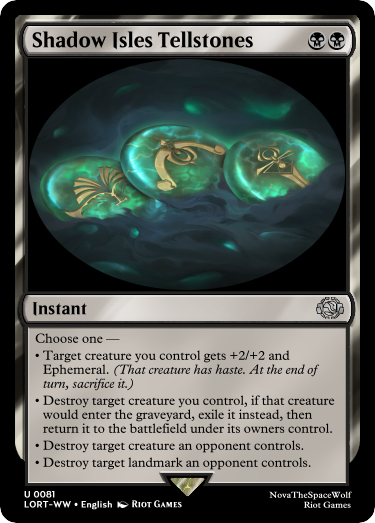 Shadow Isles Tellstones
Instant
Choose one —
• Target creature you control gets +2/+2 and
Ephemeral. (That creature has haste. At the end of
turn, sacrifice it.)
• Destroy target creature you control, if that creature
would enter the graveyard, exile it instead, then
return it to the battlefield under its owners control.
• Destroy target creature an opponent controls.
• Destroy target landmark an opponent controls.
U 0081
LORT-WW • English RIOT GAMES
NovaTheSpaceWolf
Riot Games